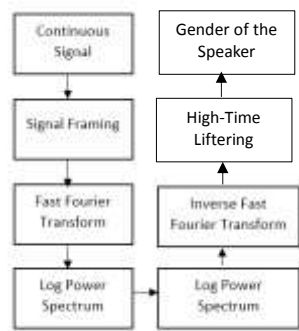 Continuous
Signal
Signal Framing
Fast Fourier
Transform
Log Power
Spectrum
Log Power
Spectrum
Inverse Fast
Fourier Transform
High-Time
Liftering
Gender of the
Speaker